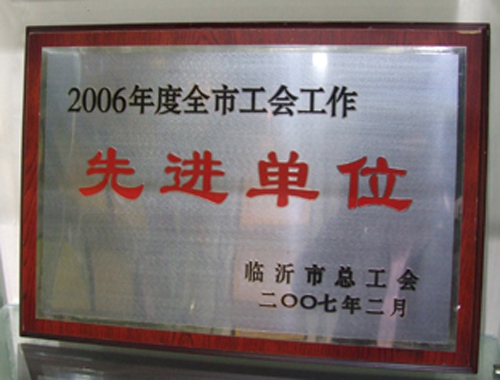 2006年度全市工会工作
先进单位
临沂市总工会
二〇〇七年二月